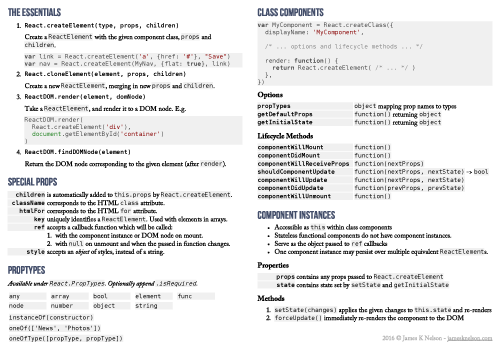 THE ESSENTIALS
1. React.createElement(type, props, children)
Create a ReactElement with the given component class, props and
children.
var link = React.createElement('a', {href: '#'}, "Save")
var nav = React.createElement(MyNav, {flat: true}, link)
2. React.cloneElement(element, props, children)
Create a new ReactElement, merging in new props and children.
3. ReactDOM.render(element, domNode)
Take a ReactElement, and render it to a DOM node. E.g.
ReactDOM.render(
React.createElement('div'),
document.getElementById('container')
)
4. ReactDOM.findDOMNode(element)
Return the DOM node corresponding to the given element (after render).
SPECIAL PROPS
children is automatically added to this.props by React.createElement.
className corresponds to the HTML class attribute.
htmlFor corresponds to the HTML for attribute.
key uniquely identifies a ReactElement. Used with elements in arrays.
ref accepts a callback function which will be called:
1. with the component instance or DOM node on mount.
2. with null on unmount and when the passed in function changes.
style accepts an object of styles, instead of a string.
PROPTYPES
Available under React.PropTypes. Optionally append .isRequired.
any array bool element func
node number object string
instanceOf(constructor)
oneOf(['News', 'Photos'])
oneOfType([propType, propType])
CLASS COMPONENTS
var MyComponent = React.createClass({
displayName: 'MyComponent',
/* ... options and lifecycle methods ... */
render: function() {
return React.createElement( /* ... */ )
},
})
Options
propTypes object mapping prop names to types
getDefaultProps function() returning object
getInitialState function() returning object
Lifecycle Methods
componentWillMount function()
componentDidMount function()
componentWillReceiveProps function(nextProps)
shouldComponentUpdate function(nextProps, nextState) -> bool
componentWillUpdate function(nextProps, nextState)
componentDidUpdate function(prevProps, prevState)
componentWillUnmount function()
COMPONENT INSTANCES
• Accessible as this within class components
• Stateless functional components do not have component instances.
• Serve as the object passed to ref callbacks
• One component instance may persist over multiple equivalent ReactElements.
Properties
props contains any props passed to React.createElement
state contains state set by setState and getInitialState
Methods
1. setState(changes) applies the given changes to this.state and re-renders
2. forceUpdate() immediately re-renders the component to the DOM
2016 © James K Nelson - jamesknelson.com